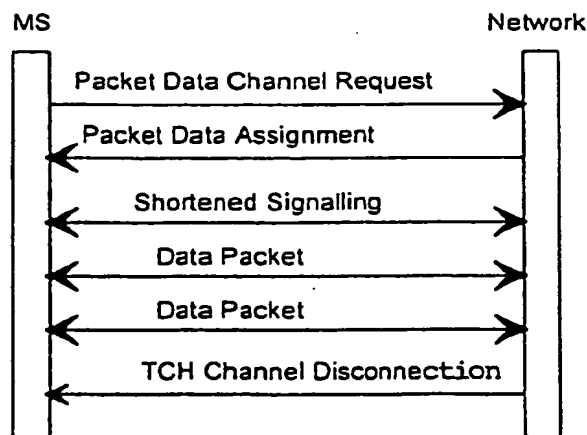 MS Network
Packet Data Channel Request
Packet Data Assignment
Shortened Signalling
Data Packet
Data Packet
TCH Channel Disconnection